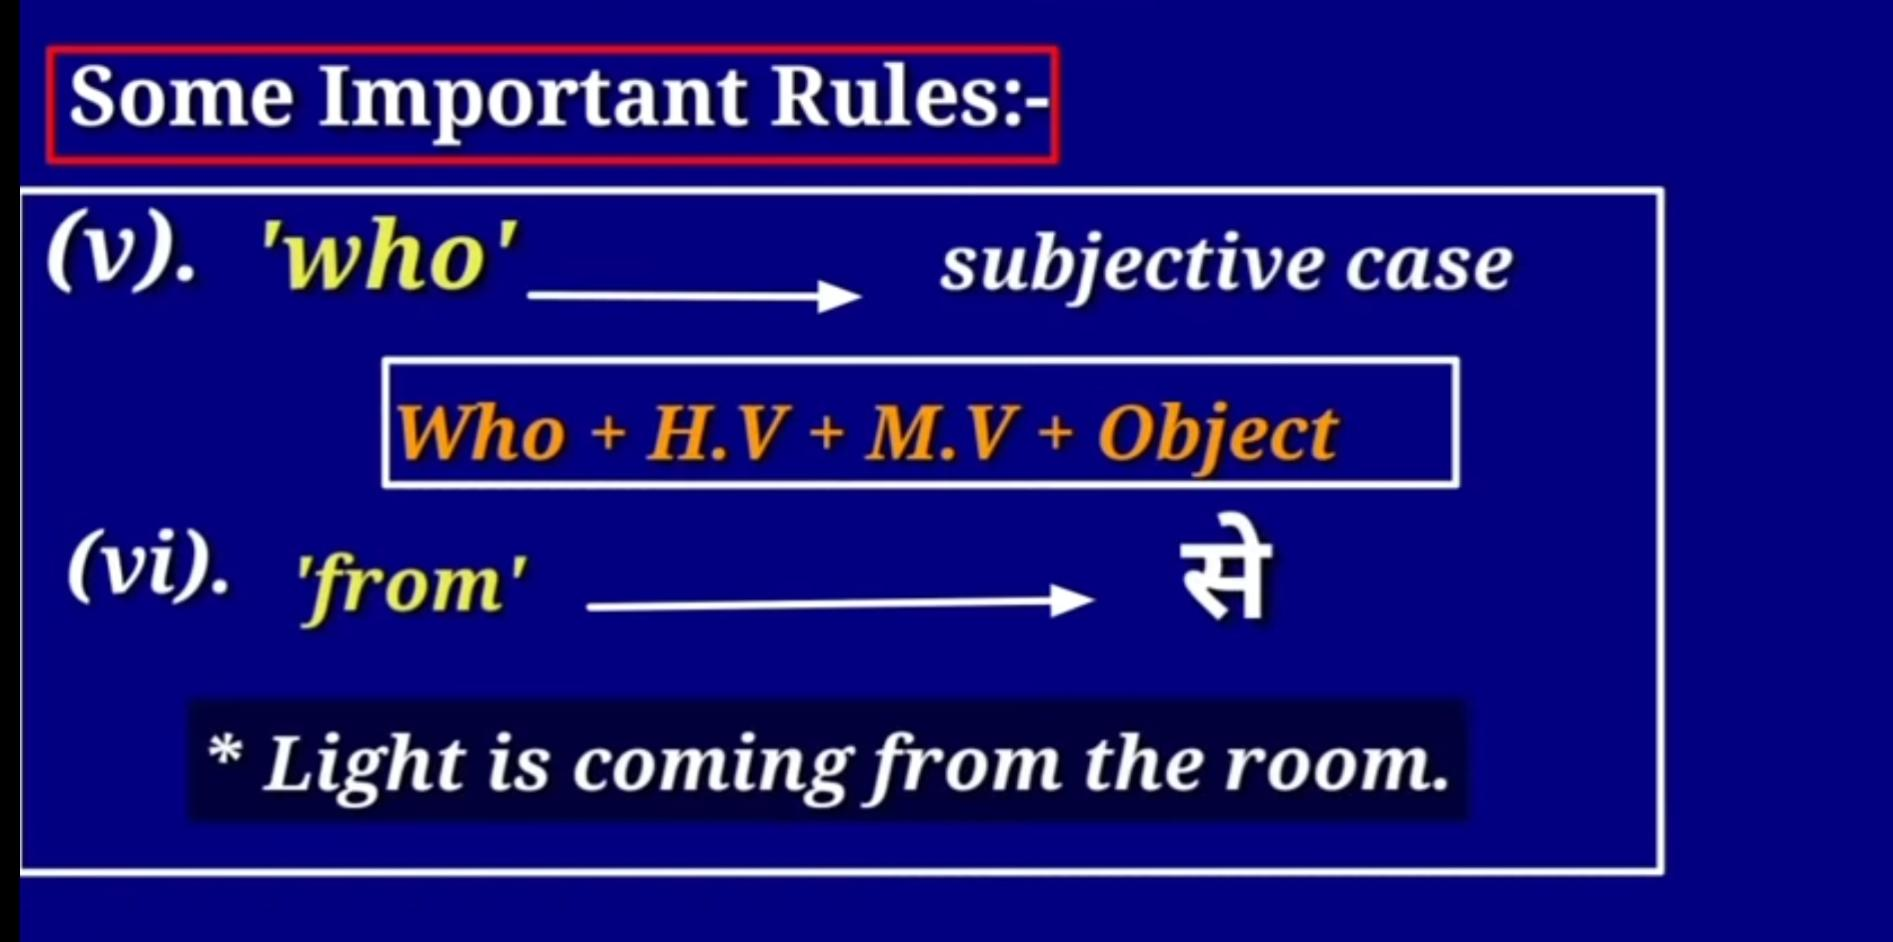 Some Important Rules:-
(v). 'who' → subjective case
Who + H.V + M.V + Object
(vi). 'from' → से
* Light is coming from the room.